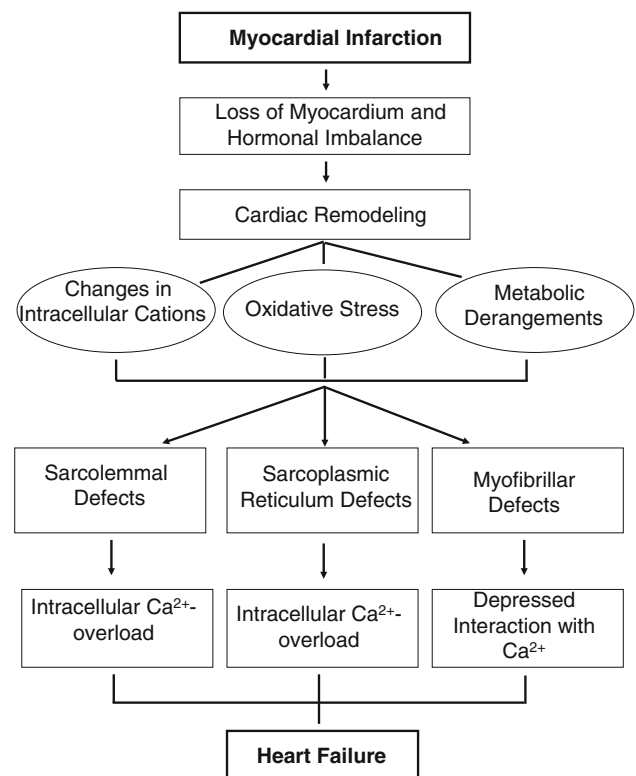 Myocardial Infarction
Loss of Myocardium and
Hormonal Imbalance
Cardiac Remodeling
Changes in
Intracellular Cations
Oxidative Stress
Metabolic
Derangements
Sarcolemmal
Defects
Sarcoplasmic
Reticulum Defects
Myofibrillar
Defects
Intracellular Ca²⁺-
overload
Intracellular Ca²⁺-
overload
Depressed
Interaction with
Ca²⁺
Heart Failure